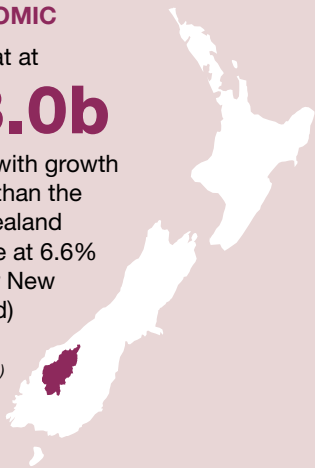 OMIC
at at
3.0b
with growth
than the
ealand
e at 6.6%
New
d)
)